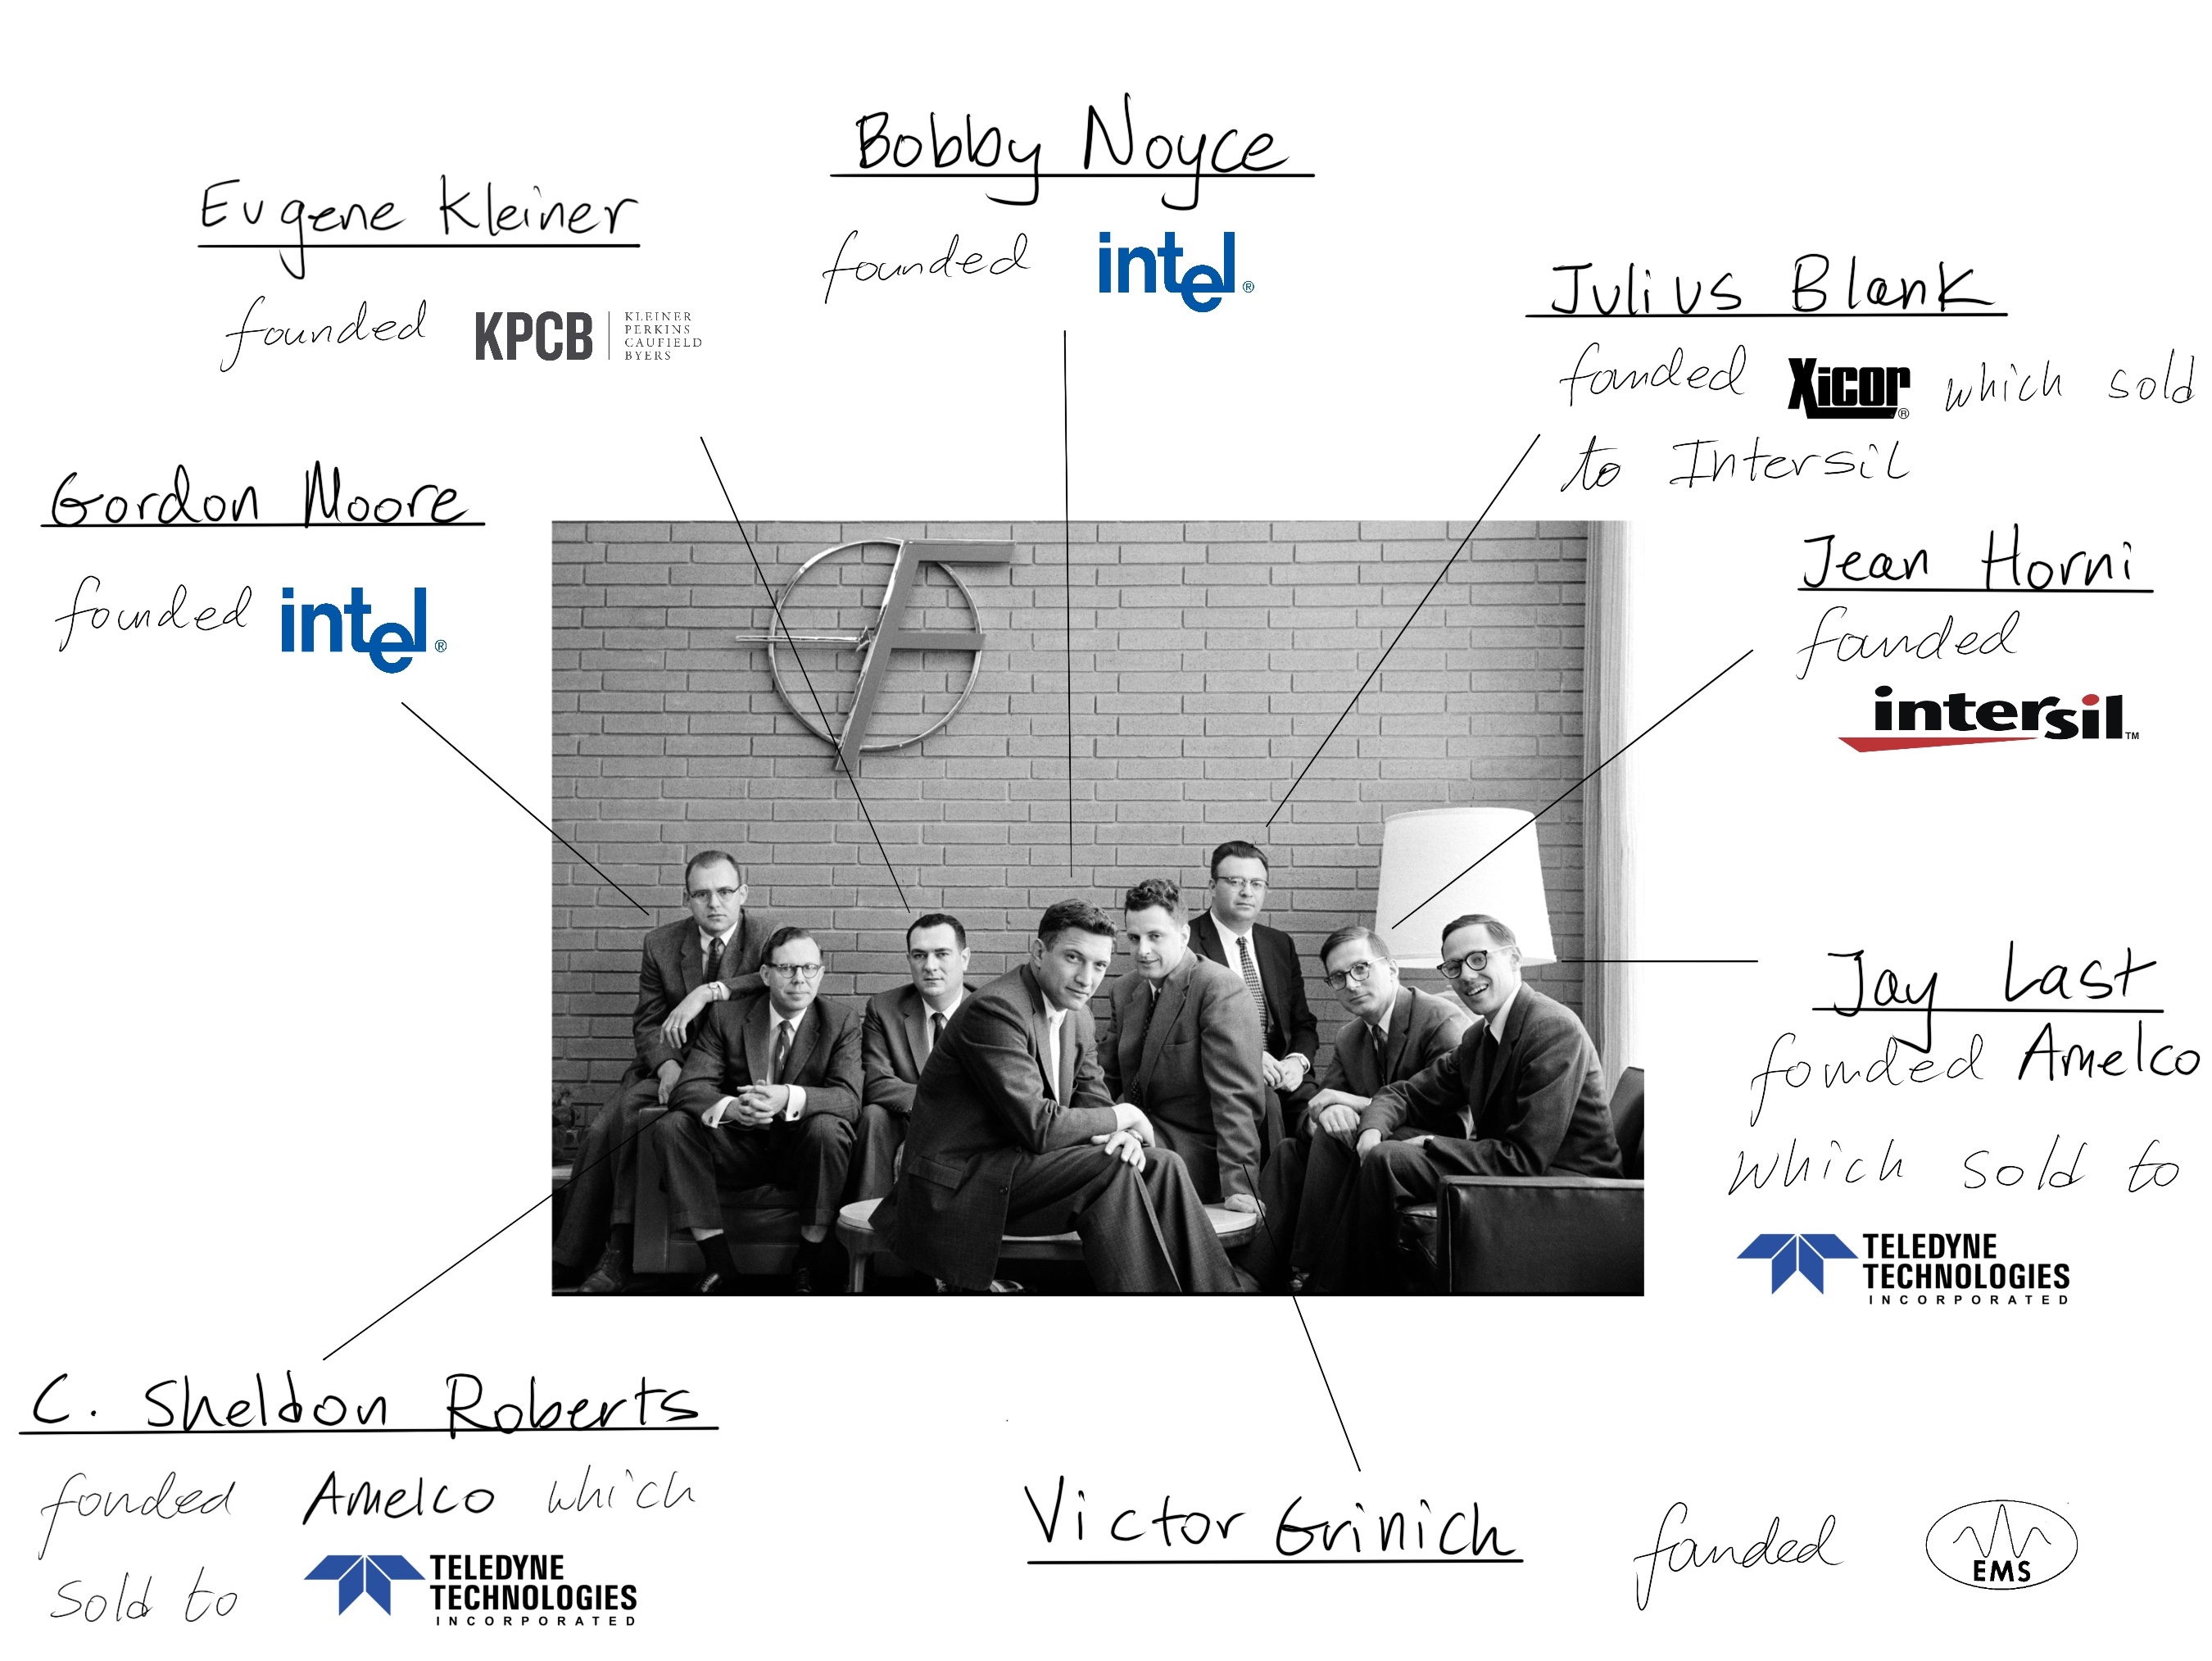 Bobby Noyce
founded intel®
Eugene Kleiner
founded KPCB KLEINER
PERKINS
CAUFIELD
BYERS
Julius Blank
founded Xicor® which sold
to Intersil
Gordon Moore
founded intel®
Jean Horni
founded
intersil™
Jay Last
founded Amelco
which sold to
TELEDYNE
TECHNOLOGIES
INCORPORATED
C. Sheldon Roberts
founded Amelco which
sold to TELEDYNE
TECHNOLOGIES
INCORPORATED
Victor Grinich founded EMS
F